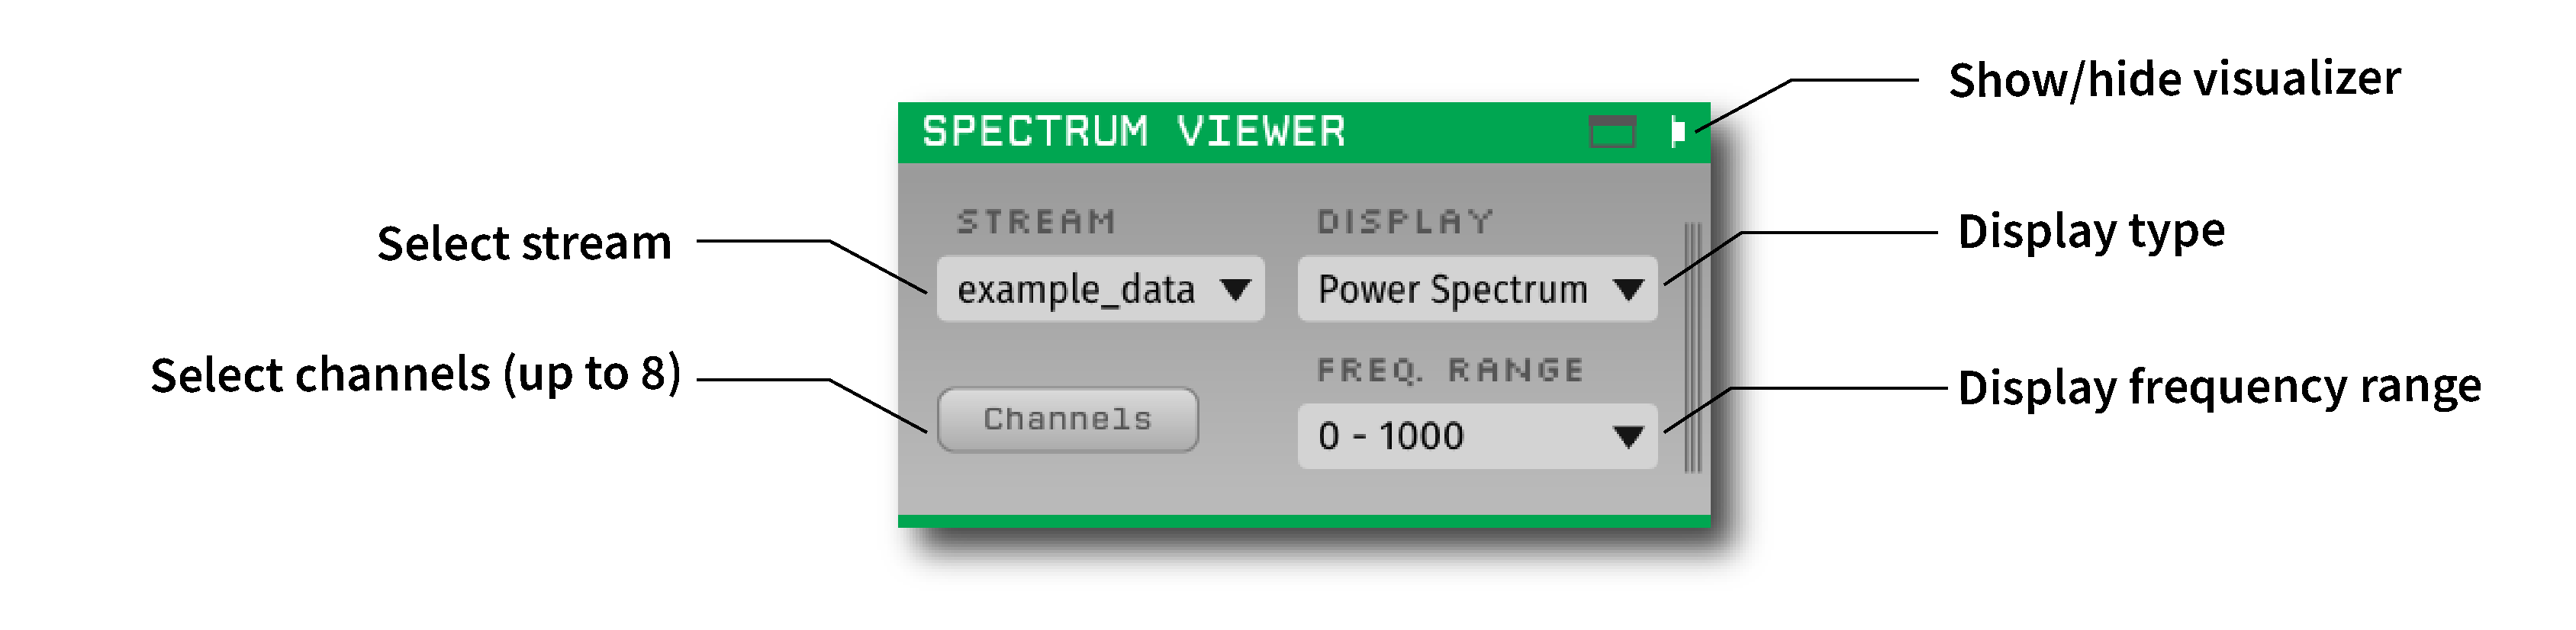 Show/hide visualizer
SPECTRUM VIEWER
STREAM
DISPLAY
Select stream
Display type
example_data
Power Spectrum
FREQ. RANGE
Select channels (up to 8)
Display frequency range
Channels
0 - 1000